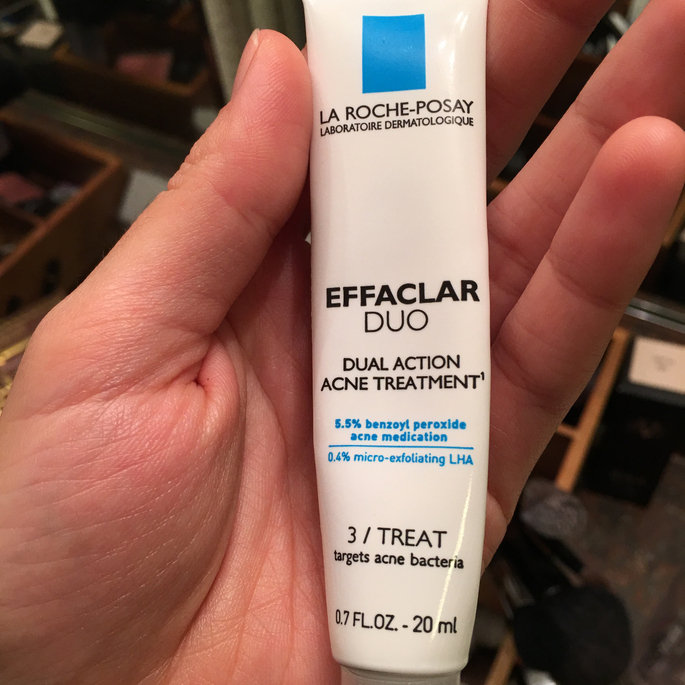 LA ROCHE-POSAY
LABORATOIRE DERMATOLOGIQUE
EFFACLAR
DUO
DUAL ACTION
ACNE TREATMENT¹
5.5% benzoyl peroxide
acne medication
0.4% micro-exfoliating LHA
3 / TREAT
targets acne bacteria
0.7 FL.OZ. - 20 ml